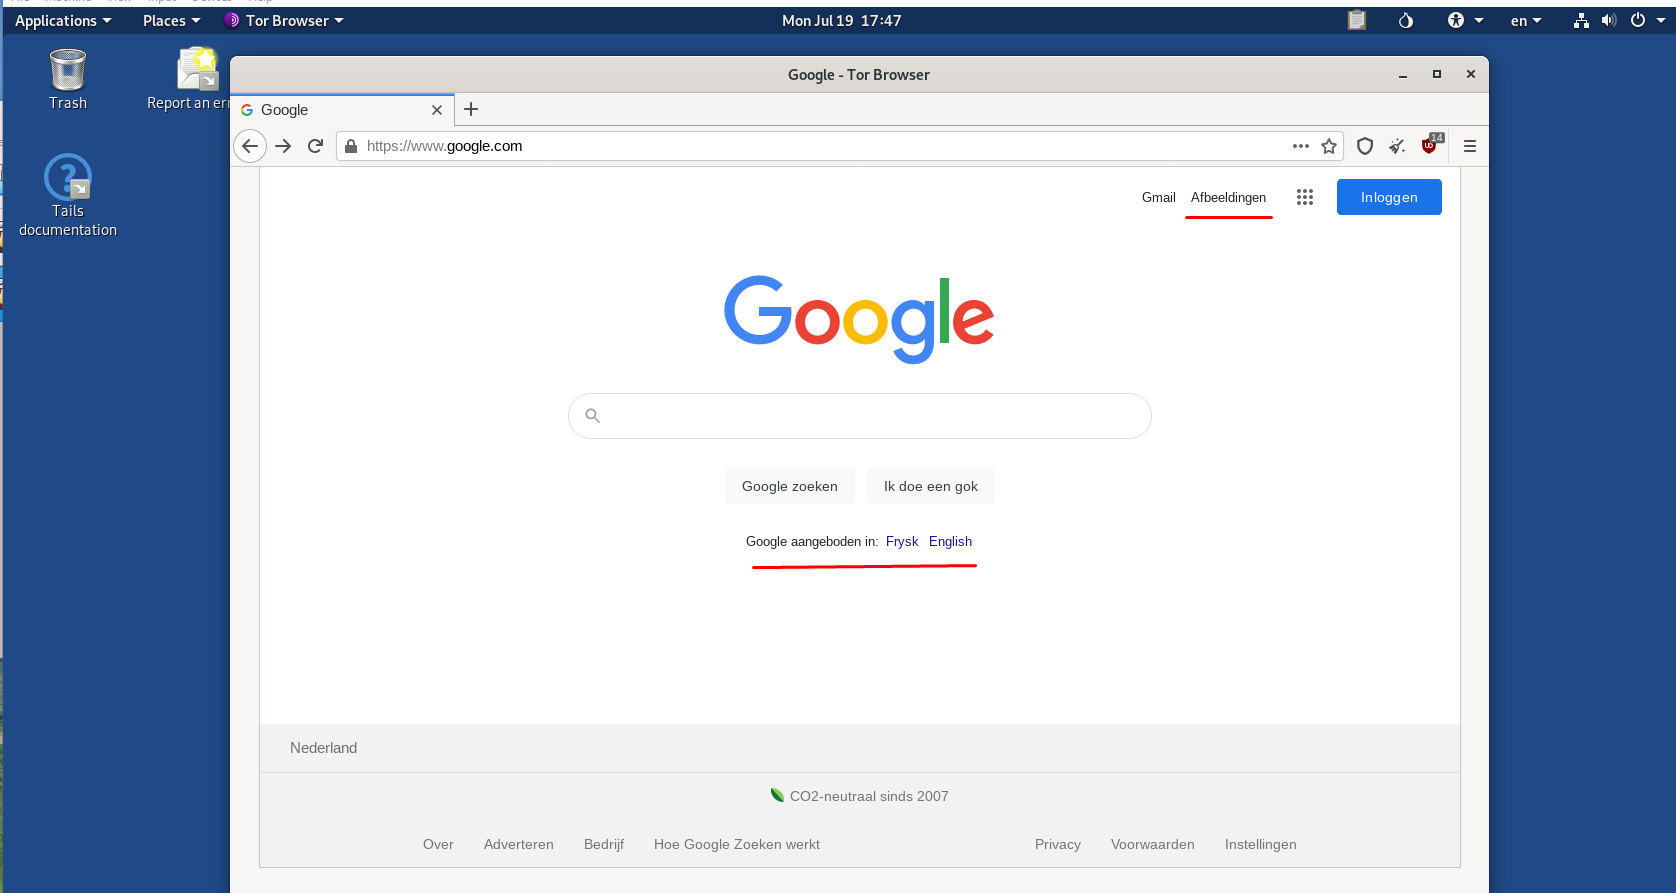 Applications Places Tor Browser Mon Jul 19 17:47 en
Trash
Report an err
Tails
documentation
Google - Tor Browser
Google
https://www.google.com
14
Gmail Afbeeldingen Inloggen
Google
Google zoeken Ik doe een gok
Google aangeboden in: Frysk English
Nederland
CO2-neutraal sinds 2007
Over Adverteren Bedrijf Hoe Google Zoeken werkt Privacy Voorwaarden Instellingen